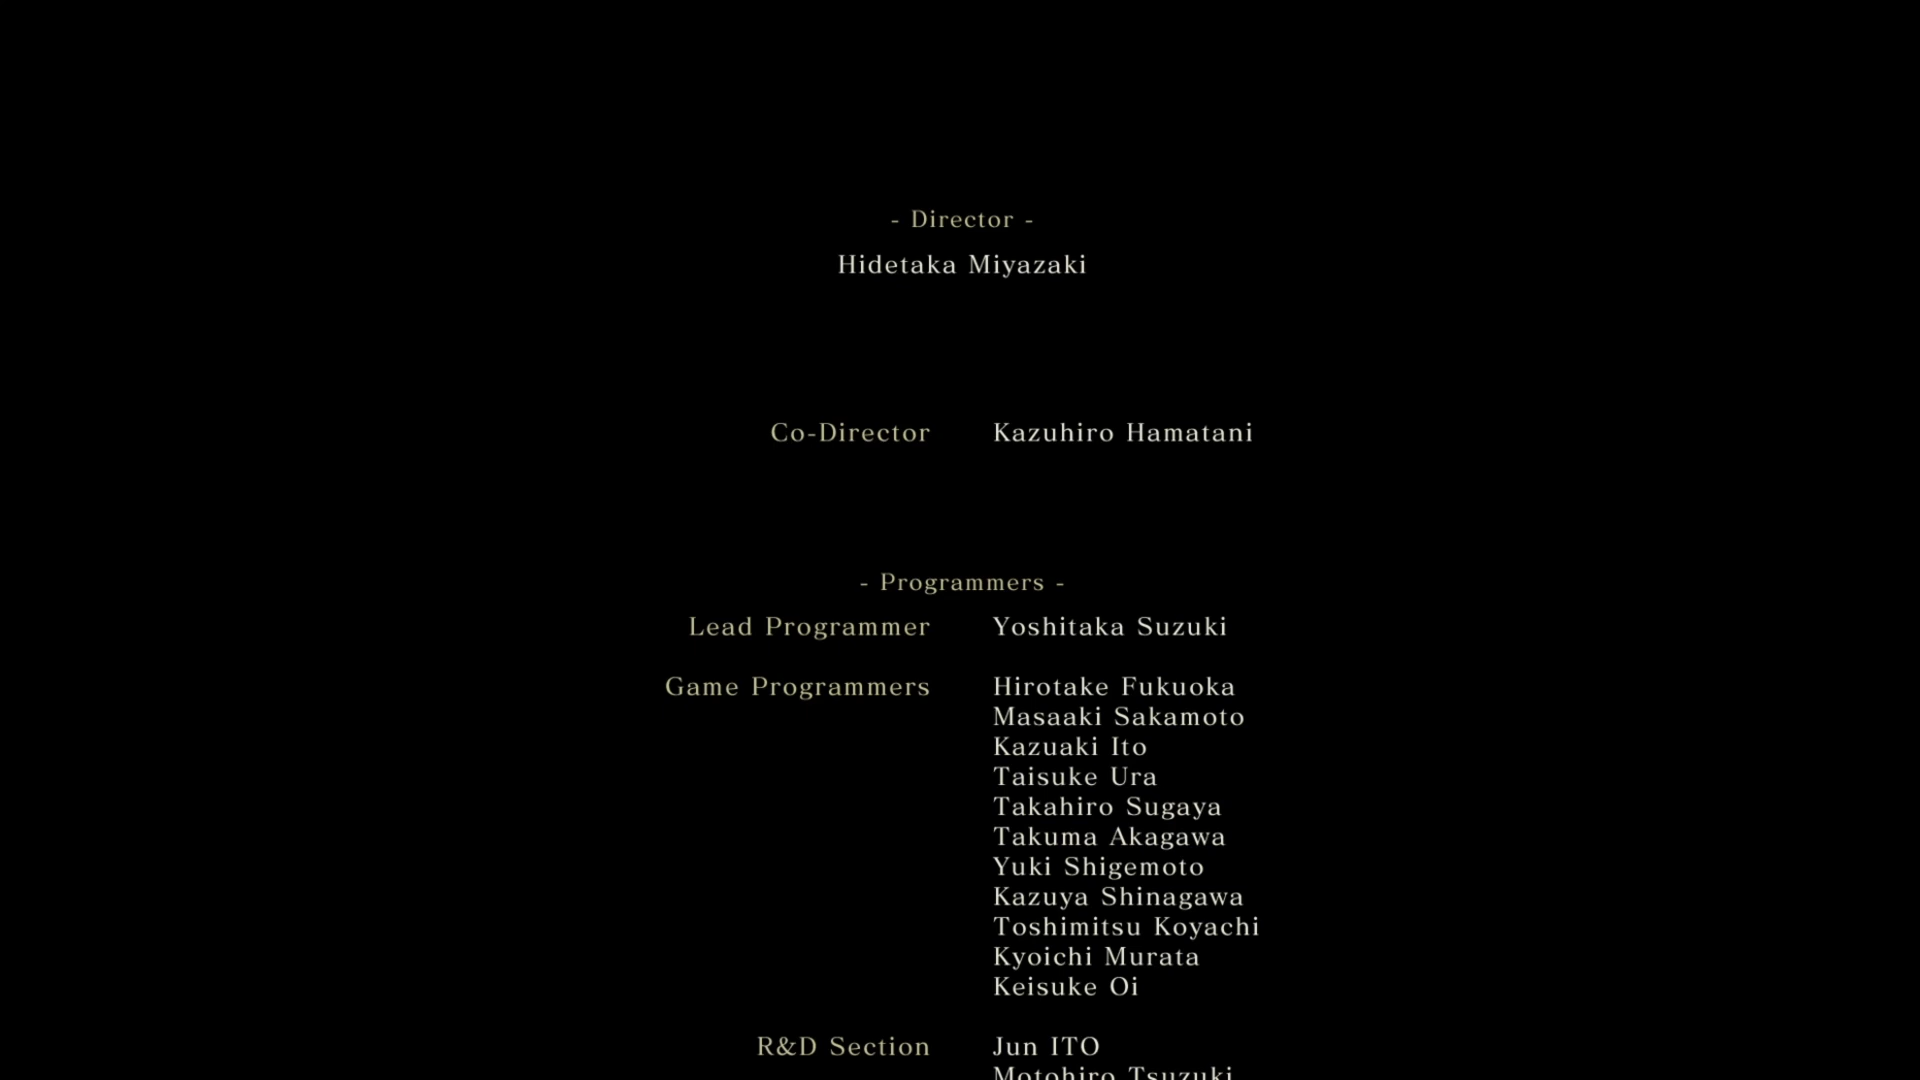 - Director -
Hidetaka Miyazaki
Co-Director Kazuhiro Hamatani
- Programmers -
Lead Programmer Yoshitaka Suzuki
Game Programmers Hirotake Fukuoka
Masaaki Sakamoto
Kazuaki Ito
Taisuke Ura
Takahiro Sugaya
Takuma Akagawa
Yuki Shigemoto
Kazuya Shinagawa
Toshimitsu Koyachi
Kyoichi Murata
Keisuke Oi
R&D Section Jun ITO
Motohiro Tsuzuki